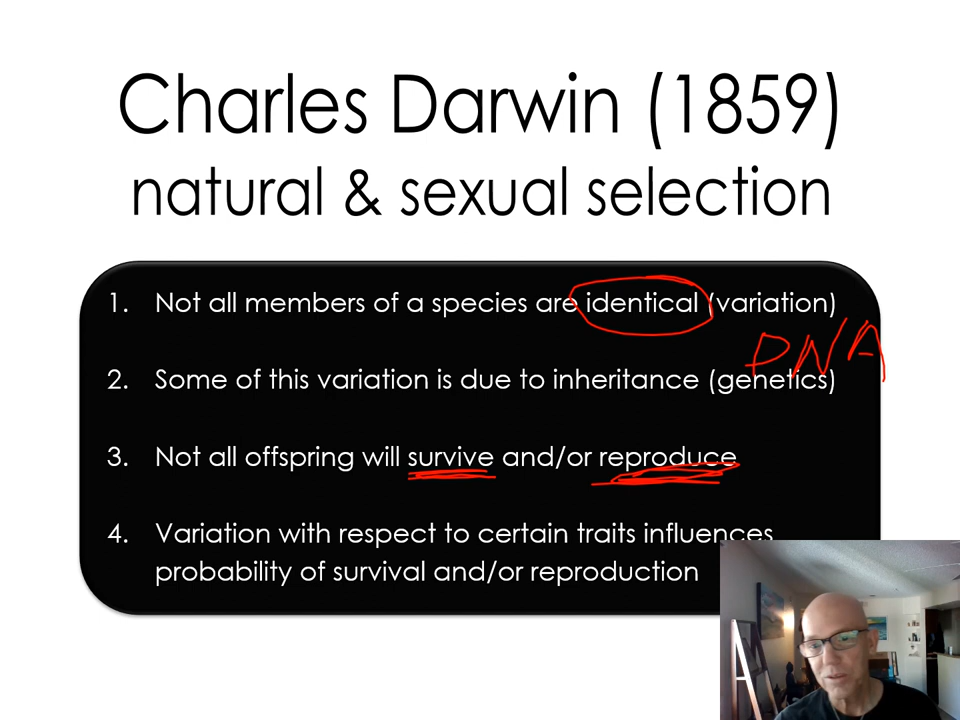 Charles Darwin (1859)
natural & sexual selection
1. Not all members of a species are identical (variation)
DNA
2. Some of this variation is due to inheritance (genetics)
3. Not all offspring will survive and/or reproduce
4. Variation with respect to certain traits influences
probability of survival and/or reproduction